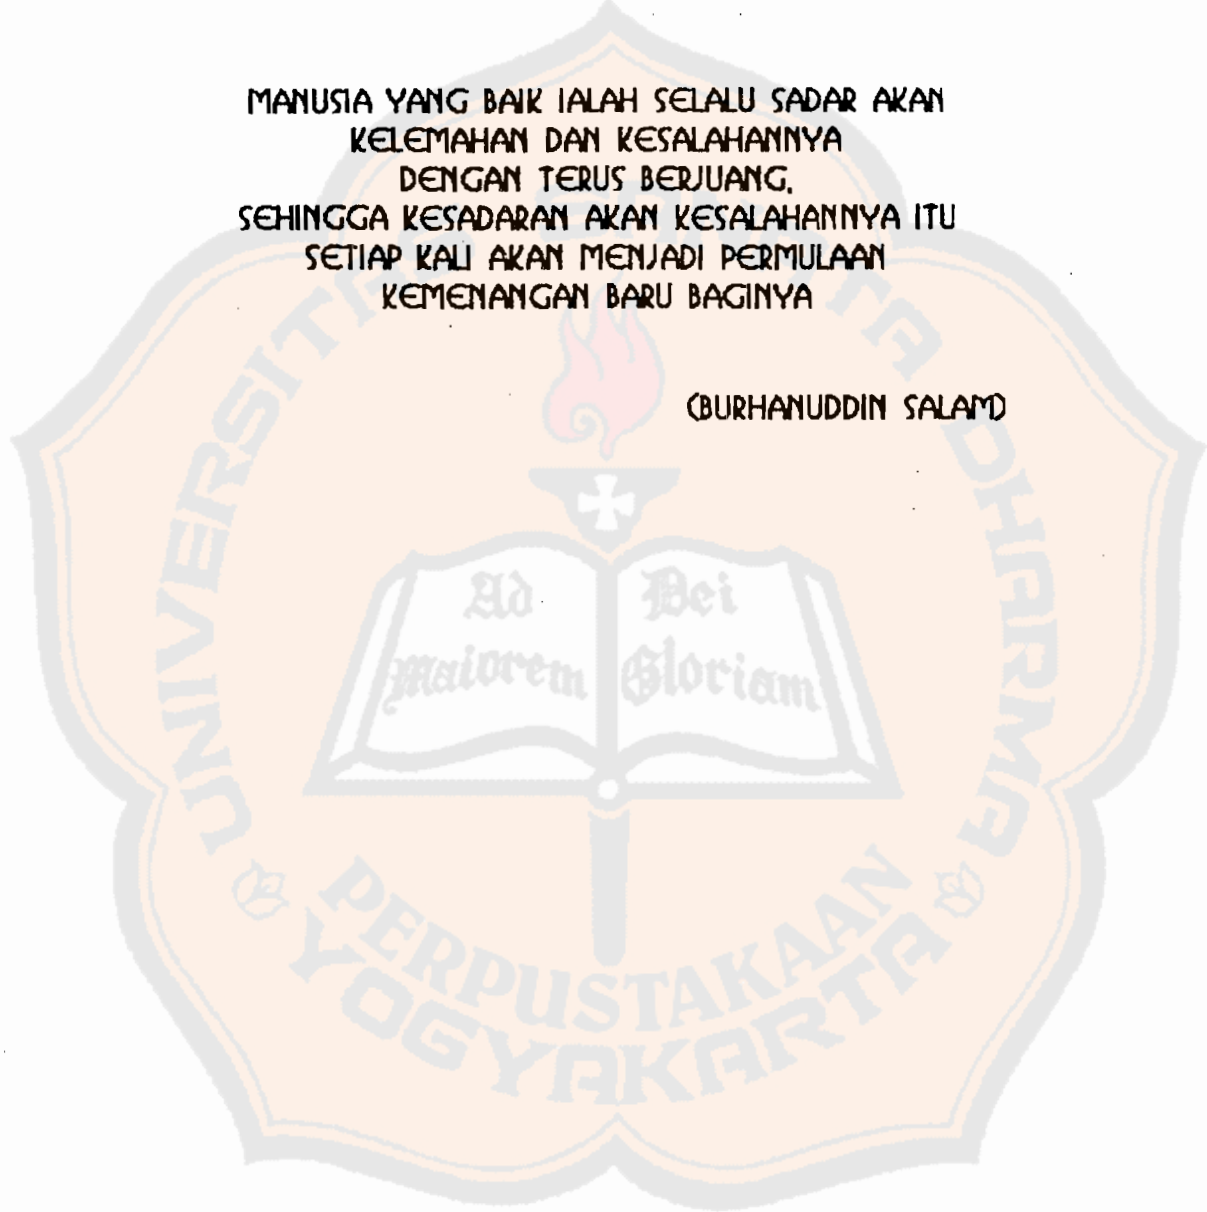 MANUSIA YANG BAIK IALAH SELALU SADAR AKAN
KELEMAHAN DAN KESALAHANNYA
DENGAN TERUS BERJUANG,
SEHINGGA KESADARAN AKAN KESALAHANNYA ITU
SETIAP KALI AKAN MENJADI PERMULAAN
KEMENANGAN BARU BAGINYA
(BURHANUDDIN SALAM)
UNIVERSITAS SANATA DHARMA
Ad Dei
Maiorem Gloriam
PERPUSTAKAAN
YOGYAKARTA